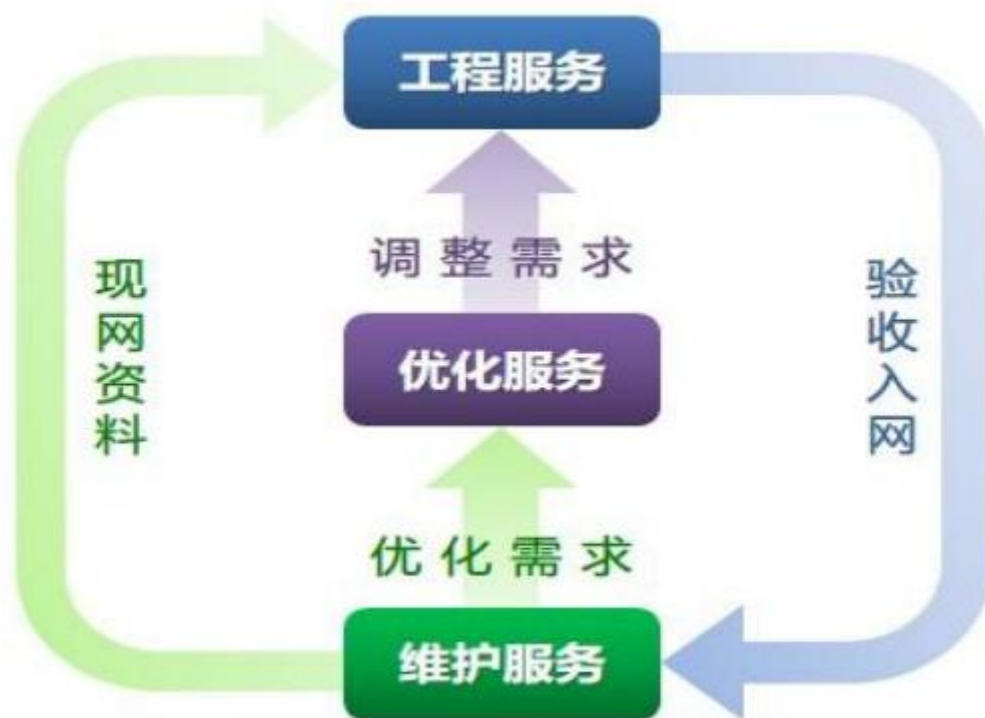 工程服务
调整需求
现网资料
验收入网
优化服务
优化需求
维护服务